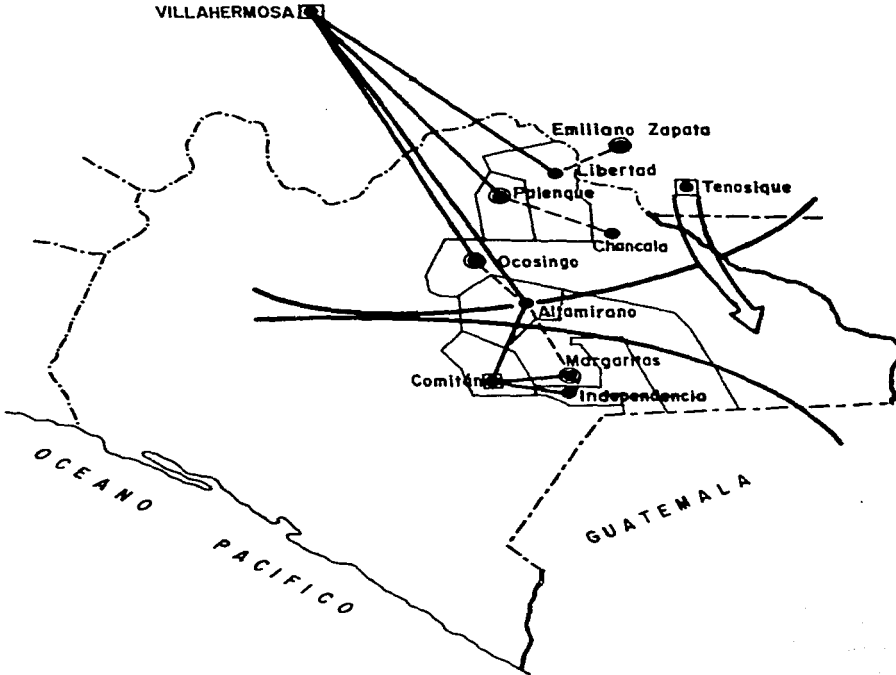 VILLAHERMOSA
Emiliano Zapata
Libertad
Palenque
Tenosique
Chancala
Ocosingo
Altamirano
Margaritas
Comitán
Independencia
OCEANO PACIFICO
GUATEMALA